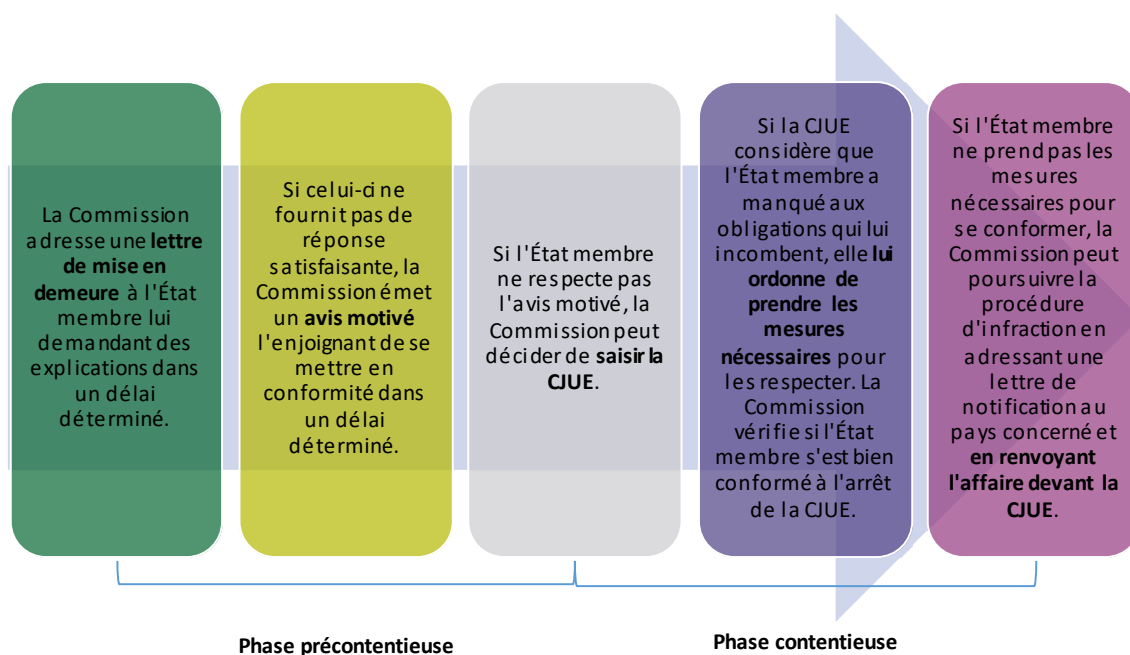 La Commission
adresse une lettre
de mise en
demeure à l'État
membre lui
demandant des
explications dans
un délai
déterminé.
Si celui-ci ne
fournit pas de
réponse
satisfaisante, la
Commission émet
un avis motivé
l'enjoignant de se
mettre en
conformité dans
un délai
déterminé.
Si l'État membre
ne respecte pas
l'avis motivé, la
Commission peut
décider de saisir la
CJUE.
Si la CJUE
considère que
l'État membre a
manqué aux
obligations qui lui
incombent, elle lui
ordonne de
prendre les
mesures
nécessaires pour
les respecter. La
Commission
vérifie si l'État
membre s'est bien
conformé à l'arrêt
de la CJUE.
Si l'État membre
ne prend pas les
mesures
nécessaires pour
se conformer, la
Commission peut
poursuivre la
procédure
d'infraction en
adressant une
lettre de
notification au
pays concerné et
en renvoyant
l'affaire devant la
CJUE.
Phase précontentieuse
Phase contentieuse